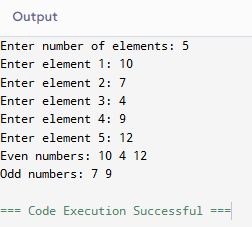 Output
Enter number of elements: 5
Enter element 1: 10
Enter element 2: 7
Enter element 3: 4
Enter element 4: 9
Enter element 5: 12
Even numbers: 10 4 12
Odd numbers: 7 9
=== Code Execution Successful ===